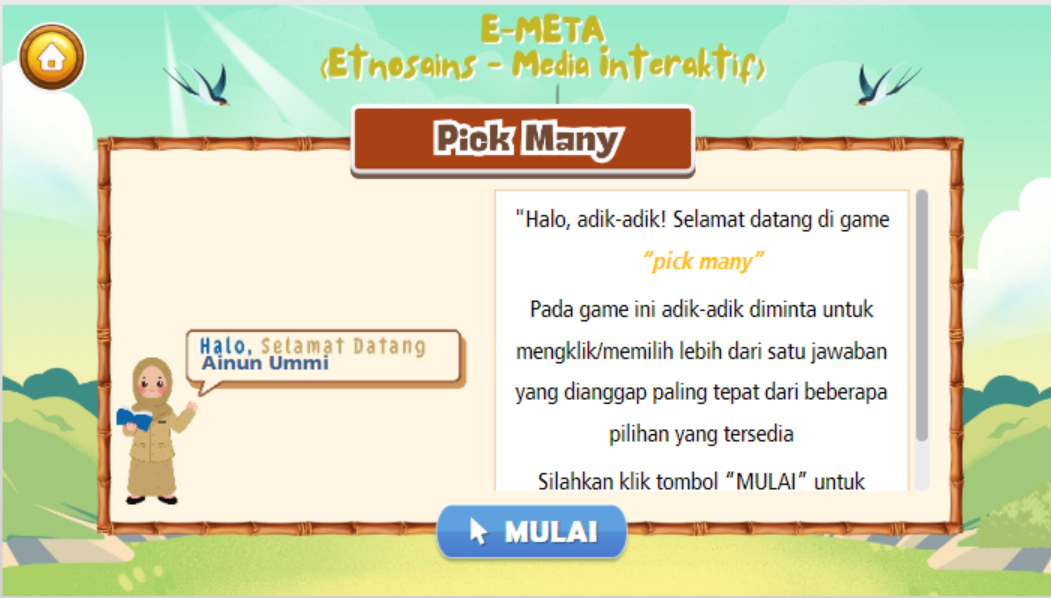 E-META
(Etnosains - Media interaktif)
Pick Many
"Halo, adik-adik! Selamat datang di game
"pick many"
Pada game ini adik-adik diminta untuk
mengklik/memilih lebih dari satu jawaban
yang dianggap paling tepat dari beberapa
pilihan yang tersedia
Silahkan klik tombol "MULAI" untuk
Halo, Selamat Datang
Ainun Ummi
MULAI